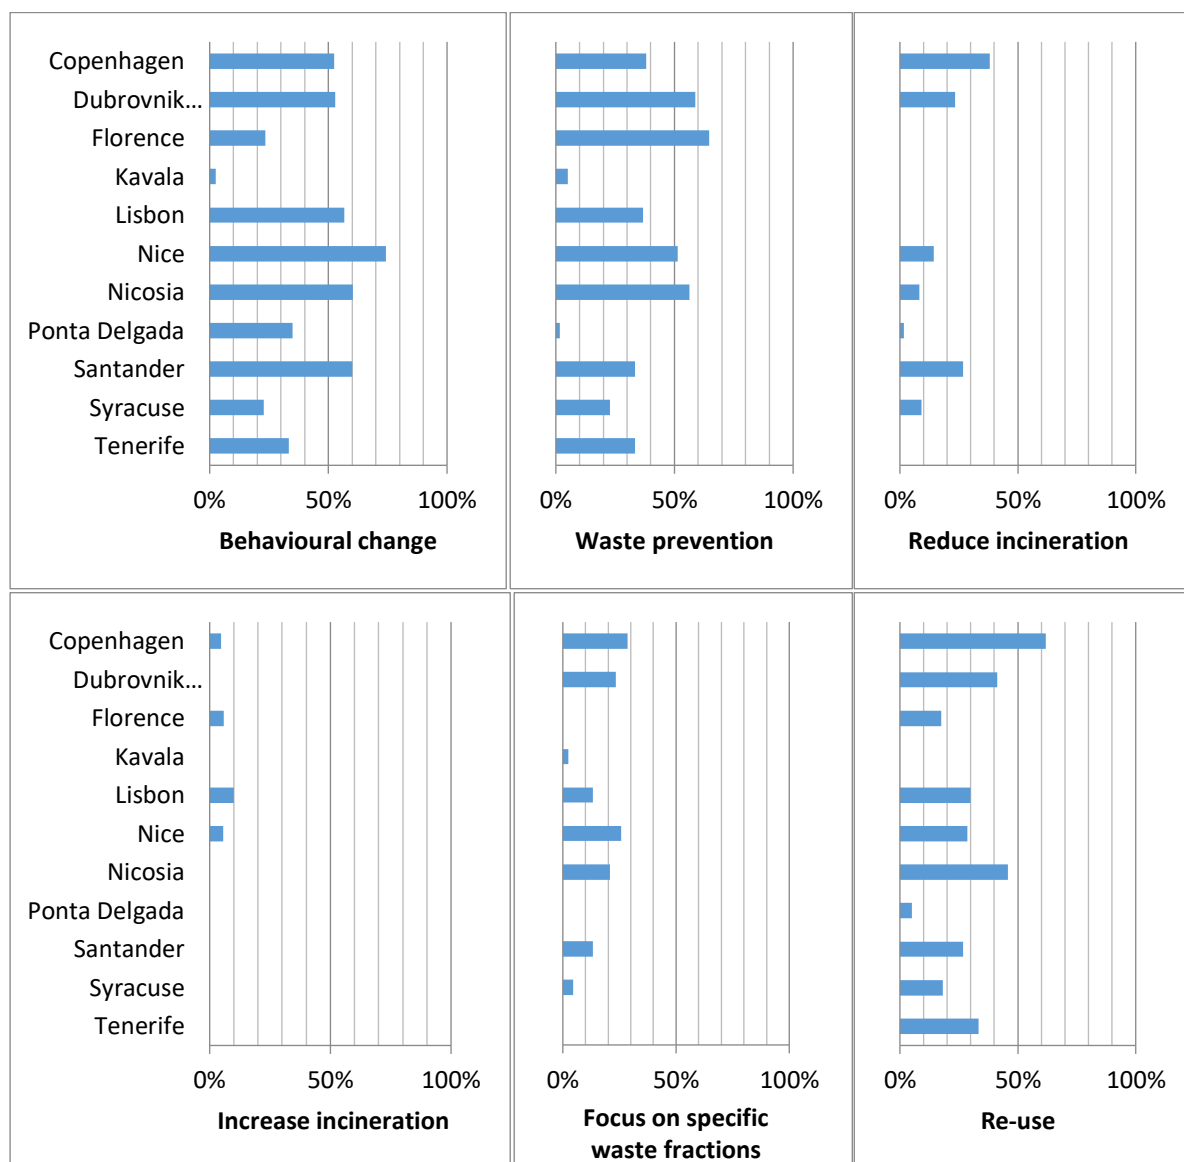 Copenhagen
Dubrovnik...
Florence
Kavala
Lisbon
Nice
Nicosia
Ponta Delgada
Santander
Syracuse
Tenerife
0% 50% 100%
Behavioural change
0% 50% 100%
Waste prevention
0% 50% 100%
Reduce incineration
Copenhagen
Dubrovnik...
Florence
Kavala
Lisbon
Nice
Nicosia
Ponta Delgada
Santander
Syracuse
Tenerife
0% 50% 100%
Increase incineration
0% 50% 100%
Focus on specific
waste fractions
0% 50% 100%
Re-use